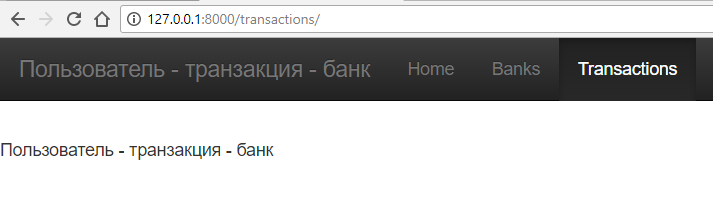 127.0.0.1:8000/transactions/
Пользователь - транзакция - банк Home Banks Transactions
Пользователь - транзакция - банк